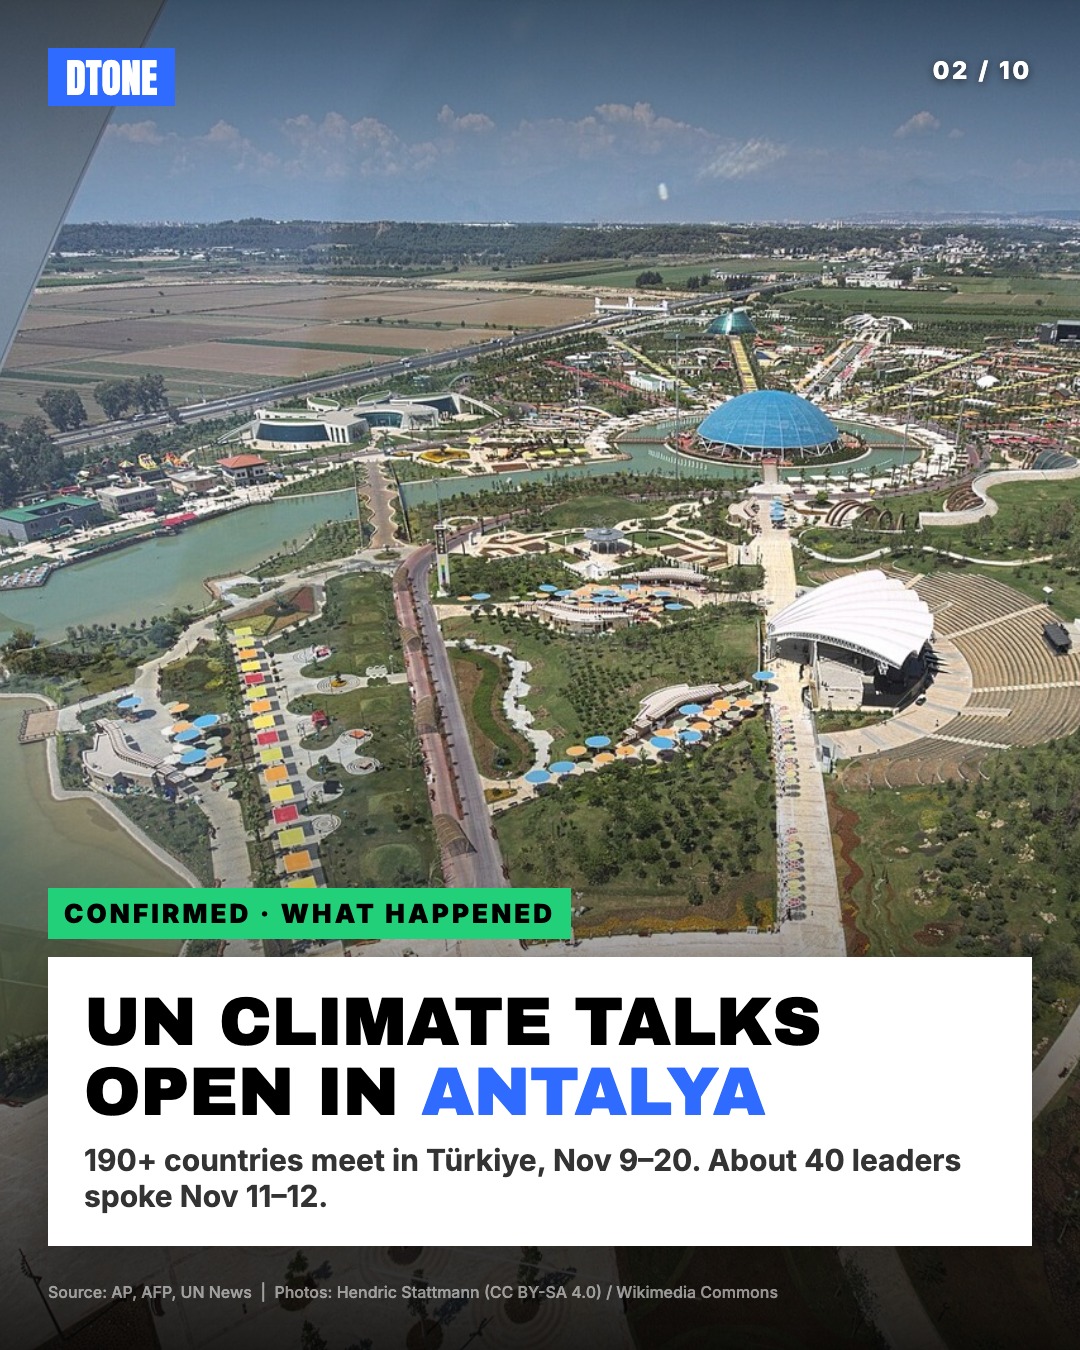 DTONE
02 / 10
CONFIRMED · WHAT HAPPENED
UN CLIMATE TALKS
OPEN IN ANTALYA
190+ countries meet in Türkiye, Nov 9–20. About 40 leaders
spoke Nov 11–12.
Source: AP, AFP, UN News | Photos: Hendric Stattmann (CC BY-SA 4.0) / Wikimedia Commons